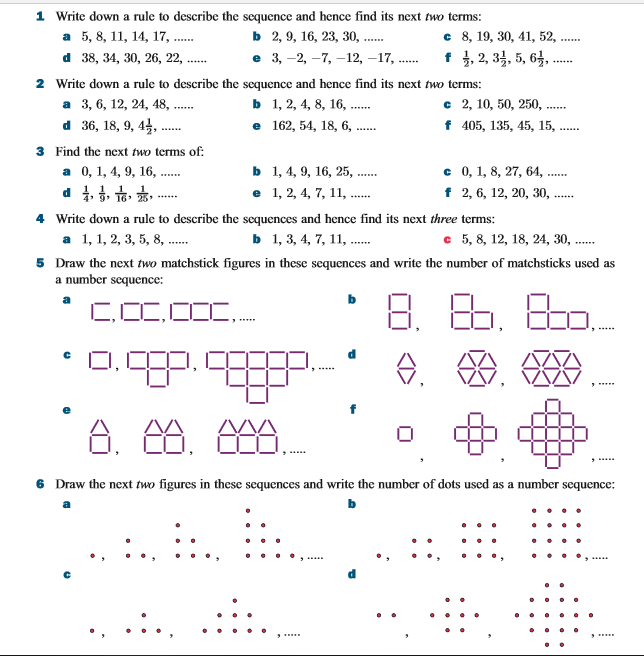 1 Write down a rule to describe the sequence and hence find its next two terms:
a 5, 8, 11, 14, 17, ...... b 2, 9, 16, 23, 30, ...... c 8, 19, 30, 41, 52, ......
d 38, 34, 30, 26, 22, ...... e 3, −2, −7, −12, −17, ...... f 1/2, 2, 3 1/2, 5, 6 1/2, ......
2 Write down a rule to describe the sequence and hence find its next two terms:
a 3, 6, 12, 24, 48, ...... b 1, 2, 4, 8, 16, ...... c 2, 10, 50, 250, ......
d 36, 18, 9, 4 1/2, ...... e 162, 54, 18, 6, ...... f 405, 135, 45, 15, ......
3 Find the next two terms of:
a 0, 1, 4, 9, 16, ...... b 1, 4, 9, 16, 25, ...... c 0, 1, 8, 27, 64, ......
d 1/4, 1/9, 1/16, 1/25, ...... e 1, 2, 4, 7, 11, ...... f 2, 6, 12, 20, 30, ......
4 Write down a rule to describe the sequences and hence find its next three terms:
a 1, 1, 2, 3, 5, 8, ...... b 1, 3, 4, 7, 11, ...... c 5, 8, 12, 18, 24, 30, ......
5 Draw the next two matchstick figures in these sequences and write the number of matchsticks used as
a number sequence:
a , , , ..... b , , , .....
c , , , ..... d , , , .....
e , , , ..... f , , , .....
6 Draw the next two figures in these sequences and write the number of dots used as a number sequence:
a , , , , ..... b , , , , .....
c , , , ..... d , , , .....